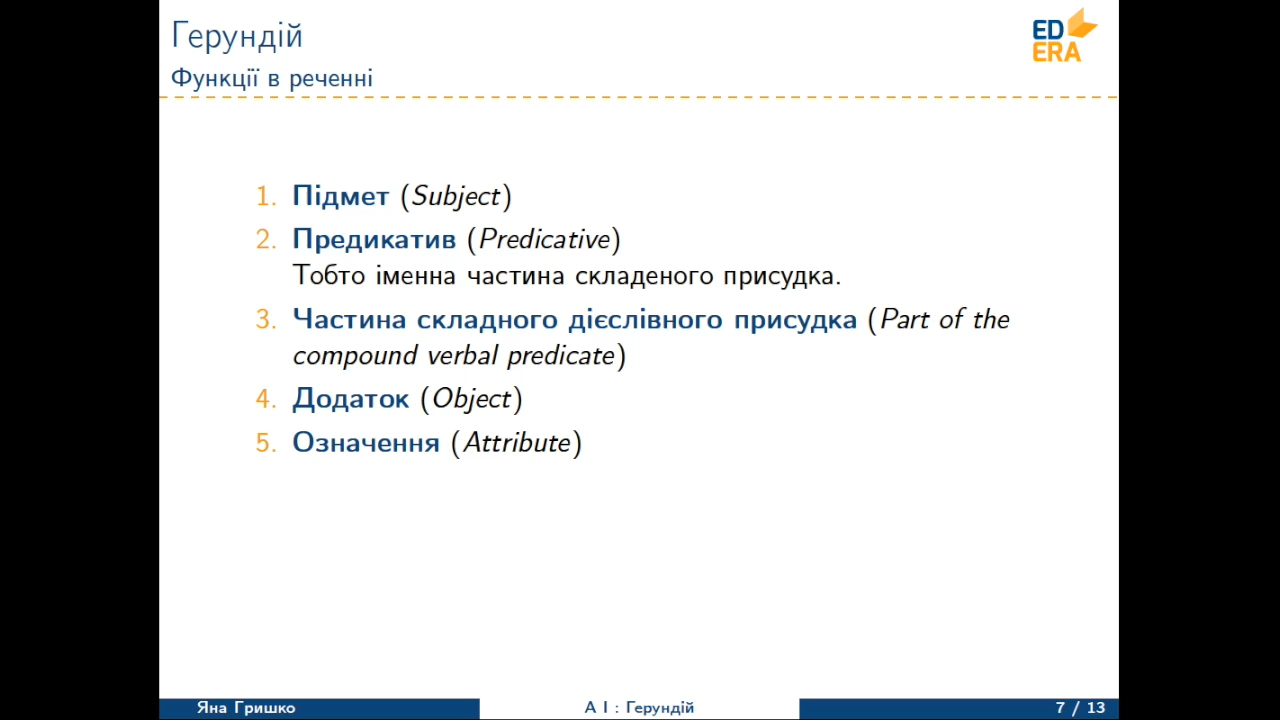 Герундій
ED
ERA
Функції в реченні
1. Підмет (Subject)
2. Предикатив (Predicative)
Тобто іменна частина складеного присудка.
3. Частина складного дієслівного присудка (Part of the
compound verbal predicate)
4. Додаток (Object)
5. Означення (Attribute)
Яна Гришко
А І : Герундій
7 / 13